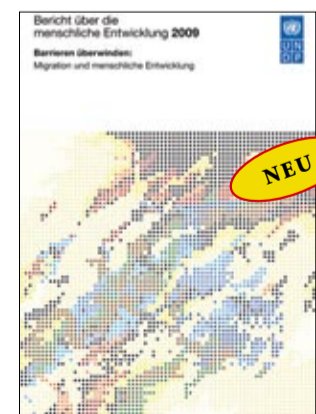 Bericht über die
menschliche Entwicklung 2009
Barrieren überwinden:
Migration und menschliche Entwicklung
U N
D P
NEU